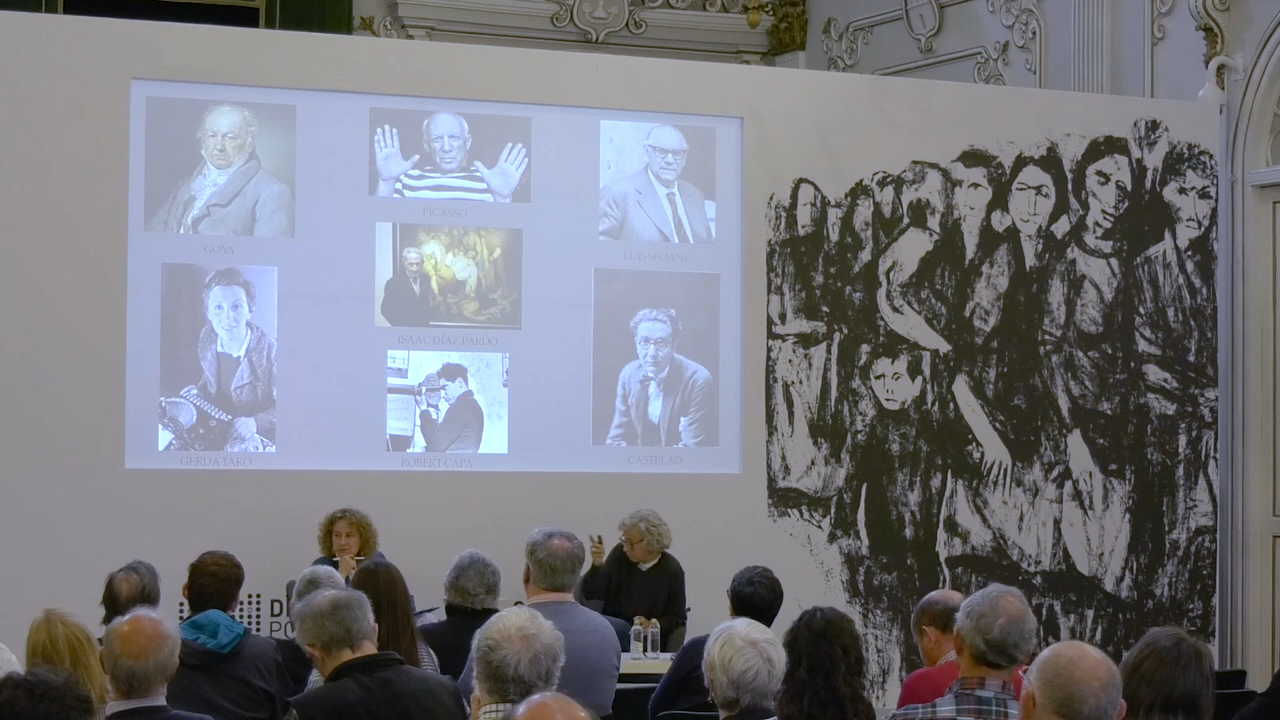 GOYA
PICASSO
LUIS SEOANE
ISAAC DÍAZ PARDO
GERDA TARO
ROBERT CAPA
CASTELAO